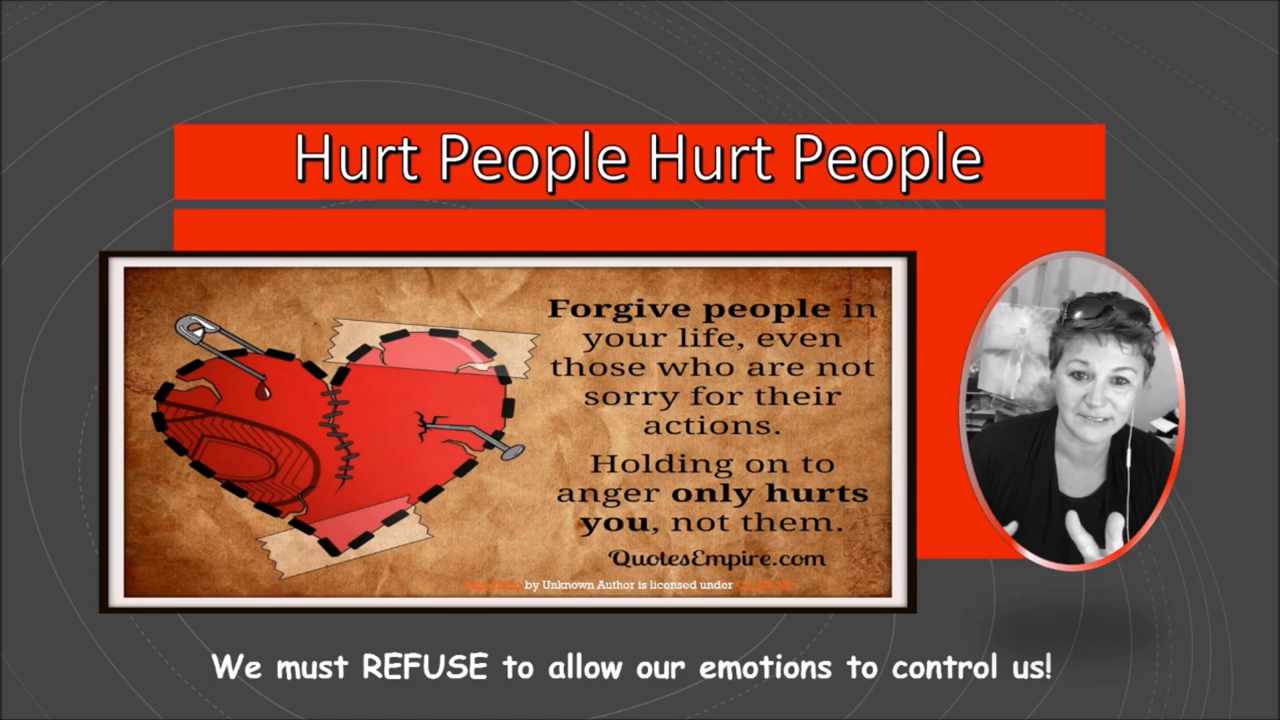 Hurt People Hurt People
Forgive people in
your life, even
those who are not
sorry for their
actions.
Holding on to
anger only hurts
you, not them.
QuotesEmpire.com
by Unknown Author is licensed under
We must REFUSE to allow our emotions to control us!